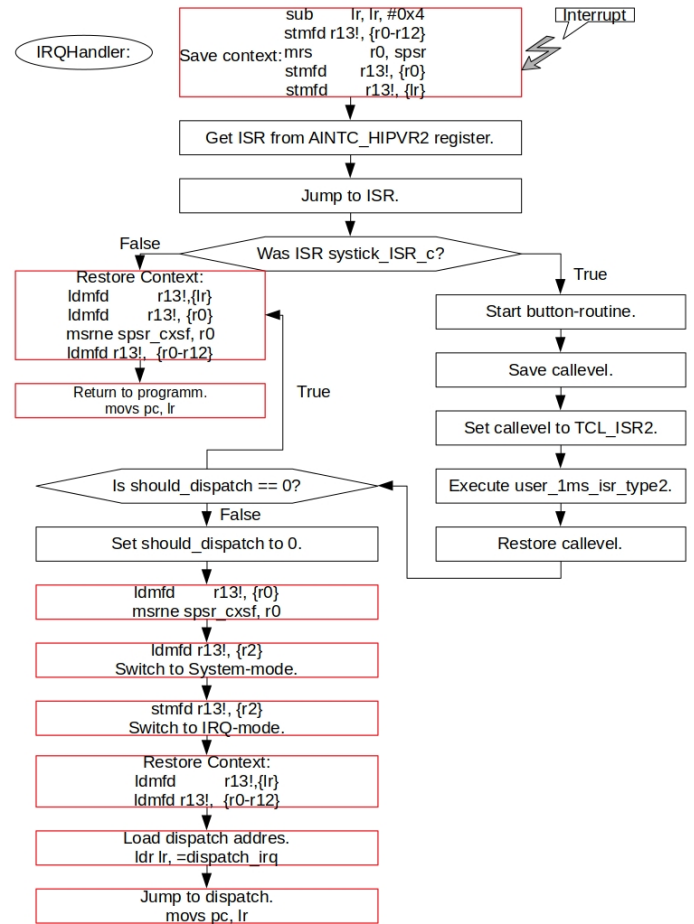 IRQHandler:
Save context:
sub lr, lr, #0x4
stmfd r13!, {r0-r12}
mrs r0, spsr
stmfd r13!, {r0}
stmfd r13!, {lr}
Interrupt
Get ISR from AINTC_HIPVR2 register.
Jump to ISR.
Was ISR systick_ISR_c?
False
True
Restore Context:
ldmfd r13!,{lr}
ldmfd r13!, {r0}
msrne spsr_cxsf, r0
ldmfd r13!, {r0-r12}
Return to programm.
movs pc, lr
Start button-routine.
Save callevel.
Set callevel to TCL_ISR2.
Execute user_1ms_isr_type2.
Restore callevel.
True
Is should_dispatch == 0?
False
Set should_dispatch to 0.
ldmfd r13!, {r0}
msrne spsr_cxsf, r0
ldmfd r13!, {r2}
Switch to System-mode.
stmfd r13!, {r2}
Switch to IRQ-mode.
Restore Context:
ldmfd r13!,{lr}
ldmfd r13!, {r0-r12}
Load dispatch addres.
ldr lr, =dispatch_irq
Jump to dispatch.
movs pc, lr